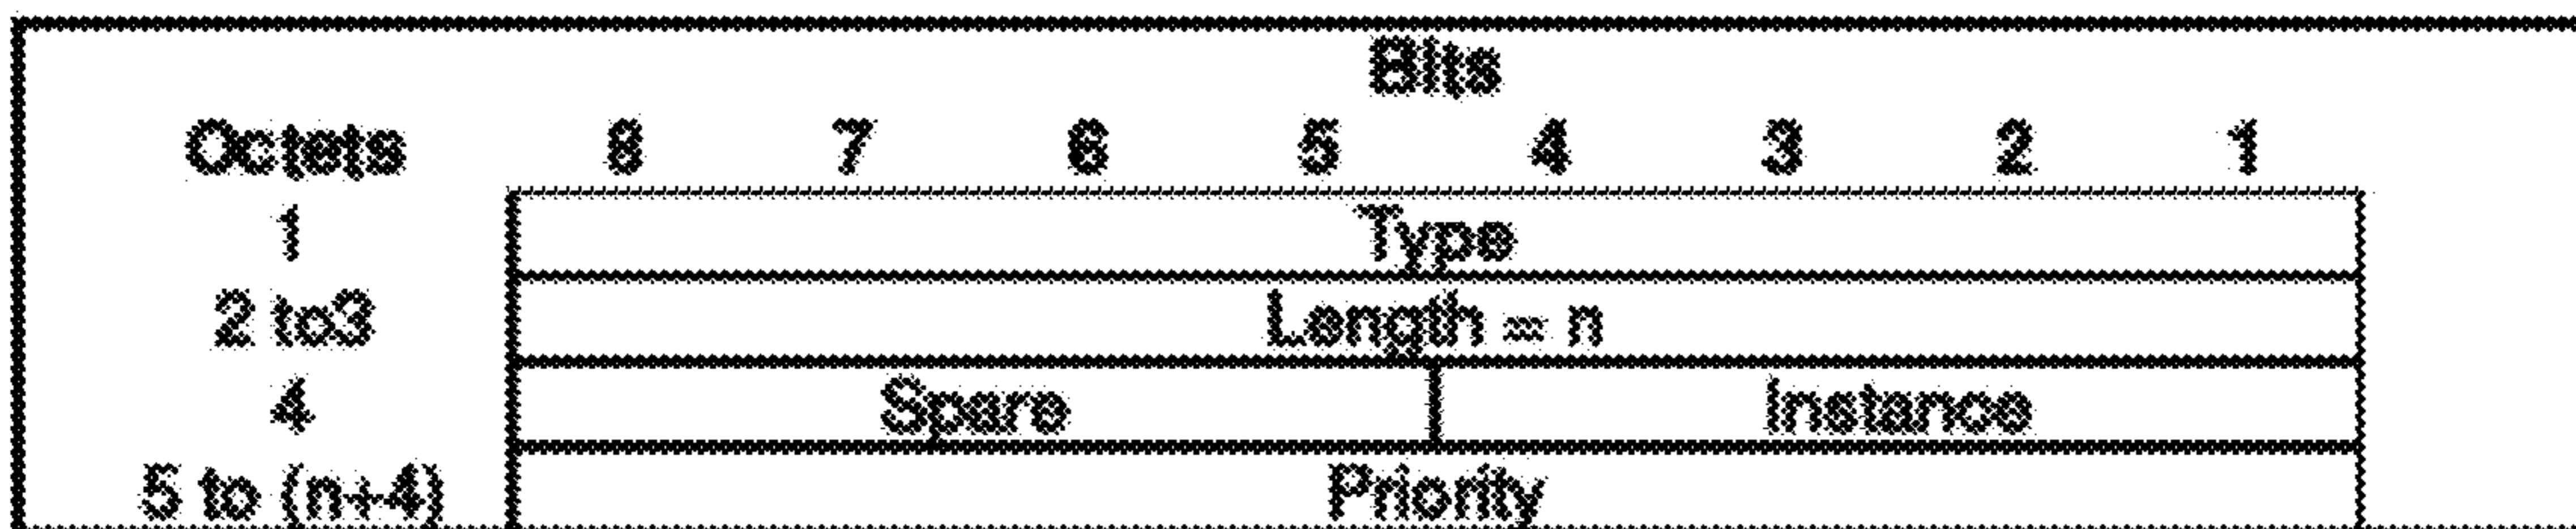 Bits
Octets 8 7 6 5 4 3 2 1
1 Type
2 to3 Length = n
4 Spare Instance
5 to (n+4) Priority